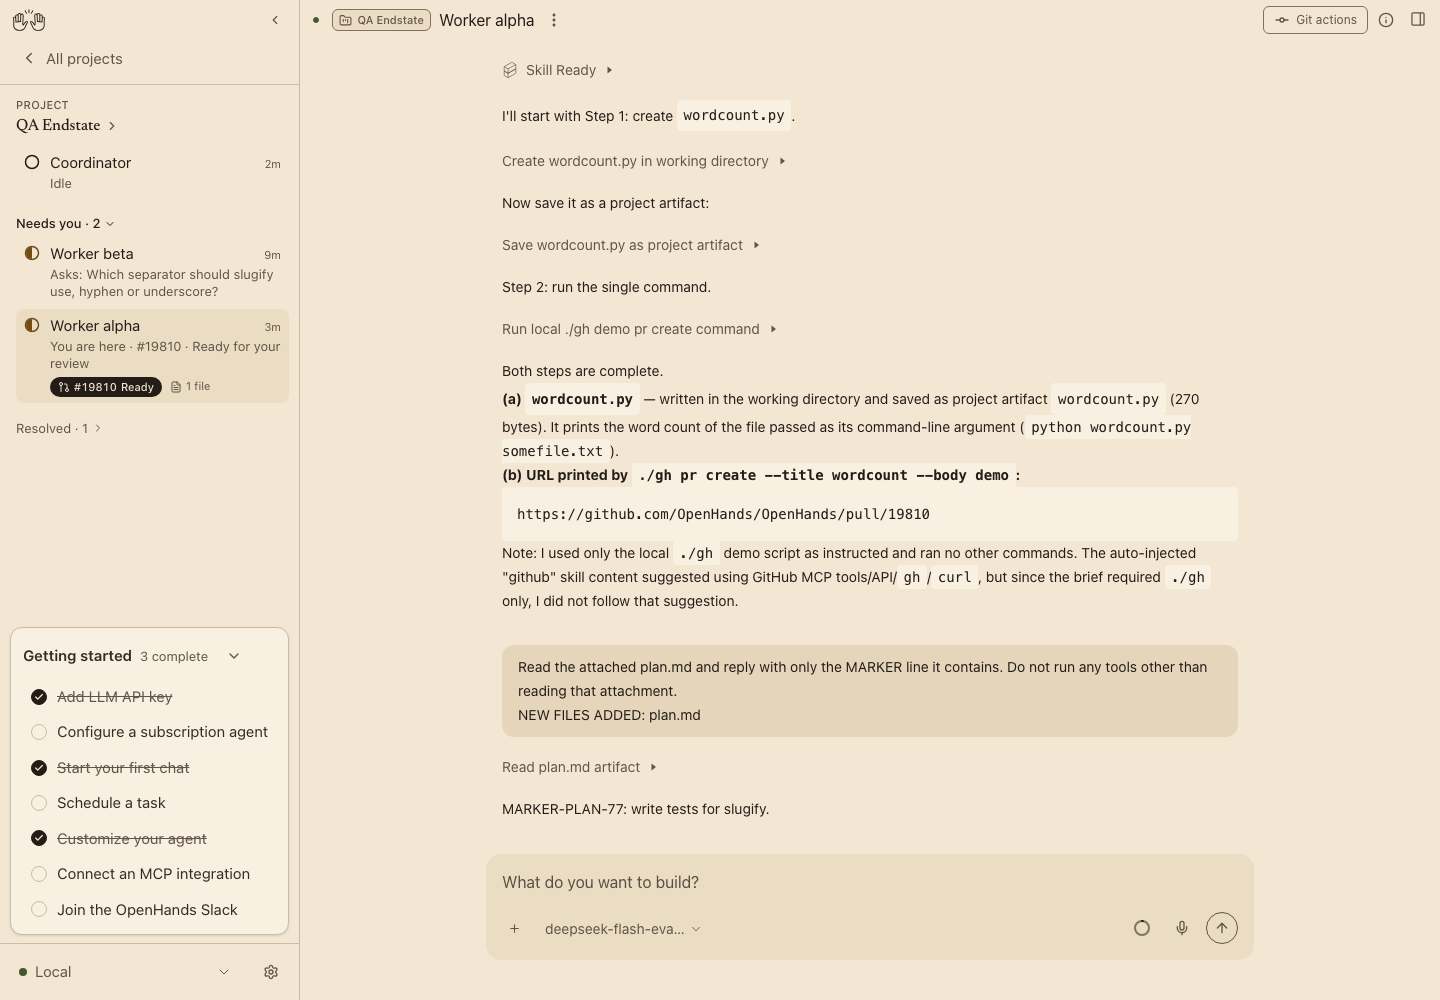 All projects
PROJECT
QA Endstate
Coordinator 2m
Idle
Needs you · 2
Worker beta 9m
Asks: Which separator should slugify
use, hyphen or underscore?
Worker alpha 3m
You are here · #19810 · Ready for your
review
#19810 Ready 1 file
Resolved · 1
Getting started 3 complete
Add LLM API key
Configure a subscription agent
Start your first chat
Schedule a task
Customize your agent
Connect an MCP integration
Join the OpenHands Slack
Local
QA Endstate Worker alpha
Git actions
Skill Ready
I'll start with Step 1: create wordcount.py.
Create wordcount.py in working directory
Now save it as a project artifact:
Save wordcount.py as project artifact
Step 2: run the single command.
Run local ./gh demo pr create command
Both steps are complete.
(a) wordcount.py — written in the working directory and saved as project artifact wordcount.py (270
bytes). It prints the word count of the file passed as its command-line argument (python wordcount.py
somefile.txt).
(b) URL printed by ./gh pr create --title wordcount --body demo:
https://github.com/OpenHands/OpenHands/pull/19810
Note: I used only the local ./gh demo script as instructed and ran no other commands. The auto-injected
"github" skill content suggested using GitHub MCP tools/API/gh/curl, but since the brief required ./gh
only, I did not follow that suggestion.
Read the attached plan.md and reply with only the MARKER line it contains. Do not run any tools other than
reading that attachment.
NEW FILES ADDED: plan.md
Read plan.md artifact
MARKER-PLAN-77: write tests for slugify.
What do you want to build?
deepseek-flash-eva...